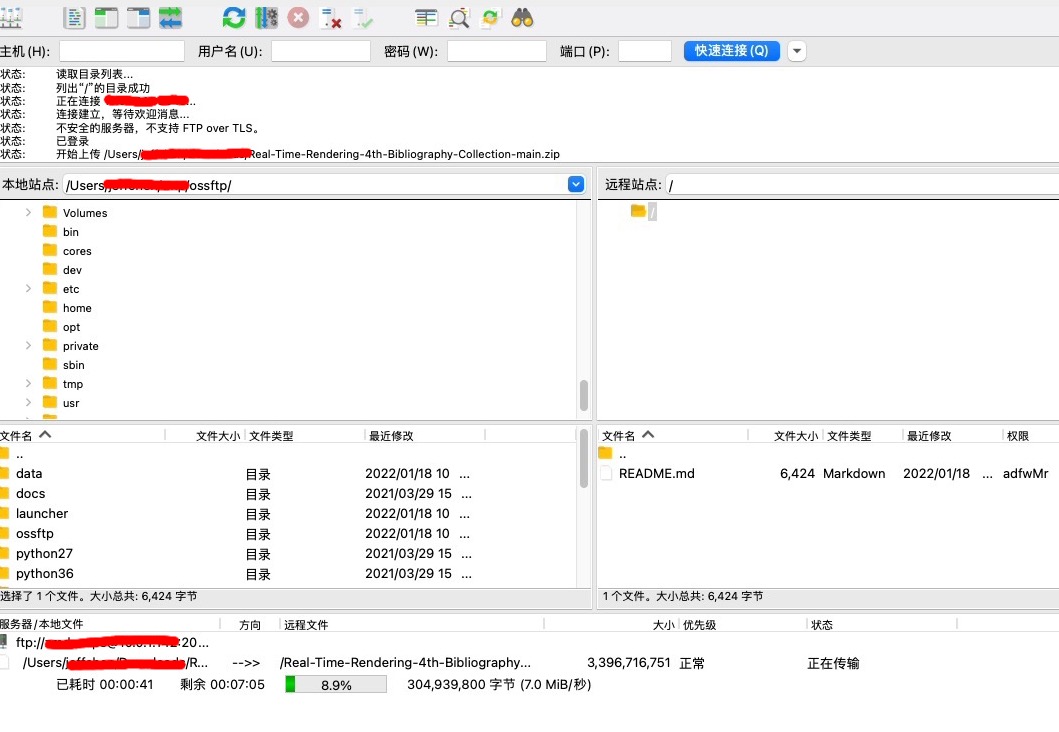 主机(H): 用户名(U): 密码(W): 端口(P): 快速连接(Q)
状态: 读取目录列表...
状态: 列出“/”的目录成功
状态: 正在连接 ...
状态: 连接建立，等待欢迎消息...
状态: 不安全的服务器，不支持 FTP over TLS。
状态: 已登录
状态: 开始上传 /Users/ Real-Time-Rendering-4th-Bibliography-Collection-main.zip
本地站点: /Users /ossftp/
远程站点: /
Volumes
bin
cores
dev
etc
home
opt
private
sbin
tmp
usr
/
文件名 文件大小 文件类型 最近修改
..
data 目录 2022/01/18 10 ...
docs 目录 2021/03/29 15 ...
launcher 目录 2022/01/18 10 ...
ossftp 目录 2022/01/18 10 ...
python27 目录 2021/03/29 15 ...
python36 目录 2021/03/29 15 ...
选择了 1 个文件。大小总共: 6,424 字节
文件名 文件大小 文件类型 最近修改 权限
..
README.md 6,424 Markdown 2022/01/18 ... adfwMr
1 个文件。大小总共: 6,424 字节
服务器/本地文件 方向 远程文件 大小 优先级 状态
ftp:// :20...
/Users/ /R... -->> /Real-Time-Rendering-4th-Bibliography... 3,396,716,751 正常 正在传输
已耗时 00:00:41 剩余 00:07:05 8.9% 304,939,800 字节 (7.0 MiB/秒)